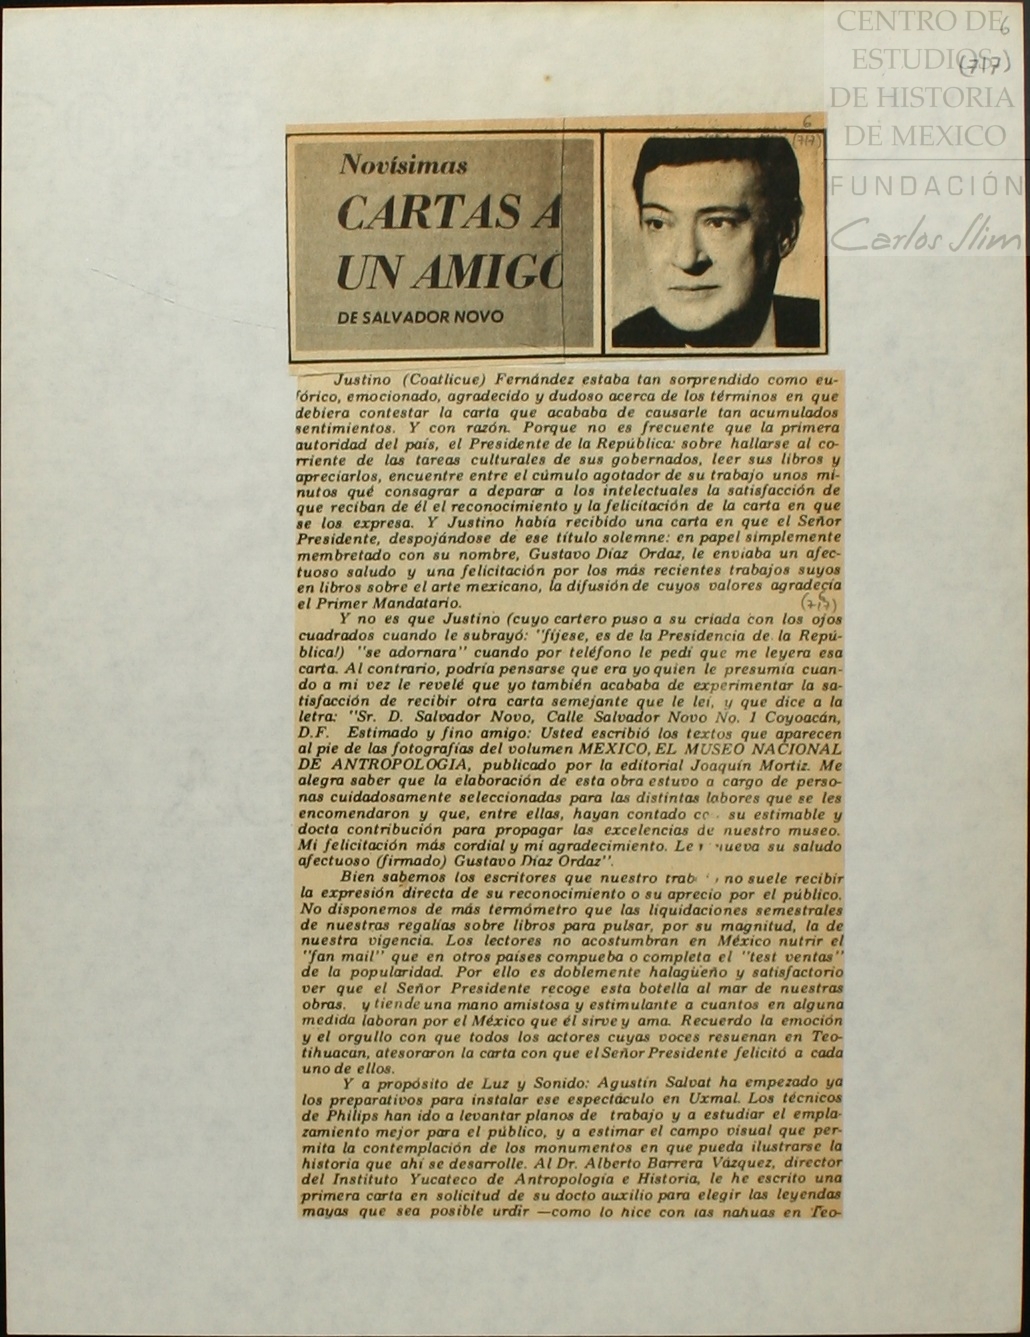 CENTRO DE
ESTUDIOS
DE HISTORIA
DE MEXICO
FUNDACIÓN
Carlos Slim
6
(7/7)
6
(7/7)
Novísimas
CARTAS A
UN AMIGO
DE SALVADOR NOVO
Justino (Coatlicue) Fernández estaba tan sorprendido como eu-
fórico, emocionado, agradecido y dudoso acerca de los términos en que
debiera contestar la carta que acababa de causarle tan acumulados
sentimientos. Y con razón. Porque no es frecuente que la primera
autoridad del país, el Presidente de la República: sobre hallarse al co-
rriente de las tareas culturales de sus gobernados, leer sus libros y
apreciarlos, encuentre entre el cúmulo agotador de su trabajo unos mi-
nutos qué consagrar a deparar a los intelectuales la satisfacción de
que reciban de él el reconocimiento y la felicitación de la carta en que
se los expresa. Y Justino había recibido una carta en que el Señor
Presidente, despojándose de ese título solemne: en papel simplemente
membretado con su nombre, Gustavo Díaz Ordaz, le enviaba un afec-
tuoso saludo y una felicitación por los más recientes trabajos suyos
en libros sobre el arte mexicano, la difusión de cuyos valores agradecía
el Primer Mandatario.
6
(7/7)
Y no es que Justino (cuyo cartero puso a su criada con los ojos
cuadrados cuando le subrayó: "fíjese, es de la Presidencia de la Repú-
blica!) "se adornara" cuando por teléfono le pedí que me leyera esa
carta. Al contrario, podría pensarse que era yo quien le presumía cuan-
do a mi vez le revelé que yo también acababa de experimentar la sa-
tisfacción de recibir otra carta semejante que le leí, y que dice a la
letra: "Sr. D. Salvador Novo, Calle Salvador Novo No. 1 Coyoacán,
D.F. Estimado y fino amigo: Usted escribió los textos que aparecen
al pie de las fotografías del volumen MEXICO, EL MUSEO NACIONAL
DE ANTROPOLOGIA, publicado por la editorial Joaquín Mortiz. Me
alegra saber que la elaboración de esta obra estuvo a cargo de perso-
nas cuidadosamente seleccionadas para las distintas labores que se les
encomendaron y que, entre ellas, hayan contado su estimable y
docta contribución para propagar las excelencias de nuestro museo.
Mi felicitación más cordial y mi agradecimiento. Le su saludo
afectuoso (firmado) Gustavo Díaz Ordaz".
Bien sabemos los escritores que nuestro no suele recibir
la expresión directa de su reconocimiento o su aprecio por el público.
No disponemos de más termómetro que las liquidaciones semestrales
de nuestras regalías sobre libros para pulsar, por su magnitud, la de
nuestra vigencia. Los lectores no acostumbran en México nutrir el
"fan mail" que en otros países compueba o completa el "test ventas"
de la popularidad. Por ello es doblemente halagüeño y satisfactorio
ver que el Señor Presidente recoge esta botella al mar de nuestras
obras. y tiende una mano amistosa y estimulante a cuantos en alguna
medida laboran por el México que él sirve y ama. Recuerdo la emoción
y el orgullo con que todos los actores cuyas voces resuenan en Teo-
tihuacan, atesoraron la carta con que el Señor Presidente felicitó a cada
uno de ellos.
Y a propósito de Luz y Sonido: Agustín Salvat ha empezado ya
los preparativos para instalar ese espectáculo en Uxmal. Los técnicos
de Philips han ido a levantar planos de trabajo y a estudiar el empla-
zamiento mejor para el público, y a estimar el campo visual que per-
mita la contemplación de los monumentos en que pueda ilustrarse la
historia que ahí se desarrolle. Al Dr. Alberto Barrera Vázquez, director
del Instituto Yucateco de Antropología e Historia, le he escrito una
primera carta en solicitud de su docto auxilio para elegir las leyendas
mayas que sea posible urdir —como lo hice con las nahuas en Teo-